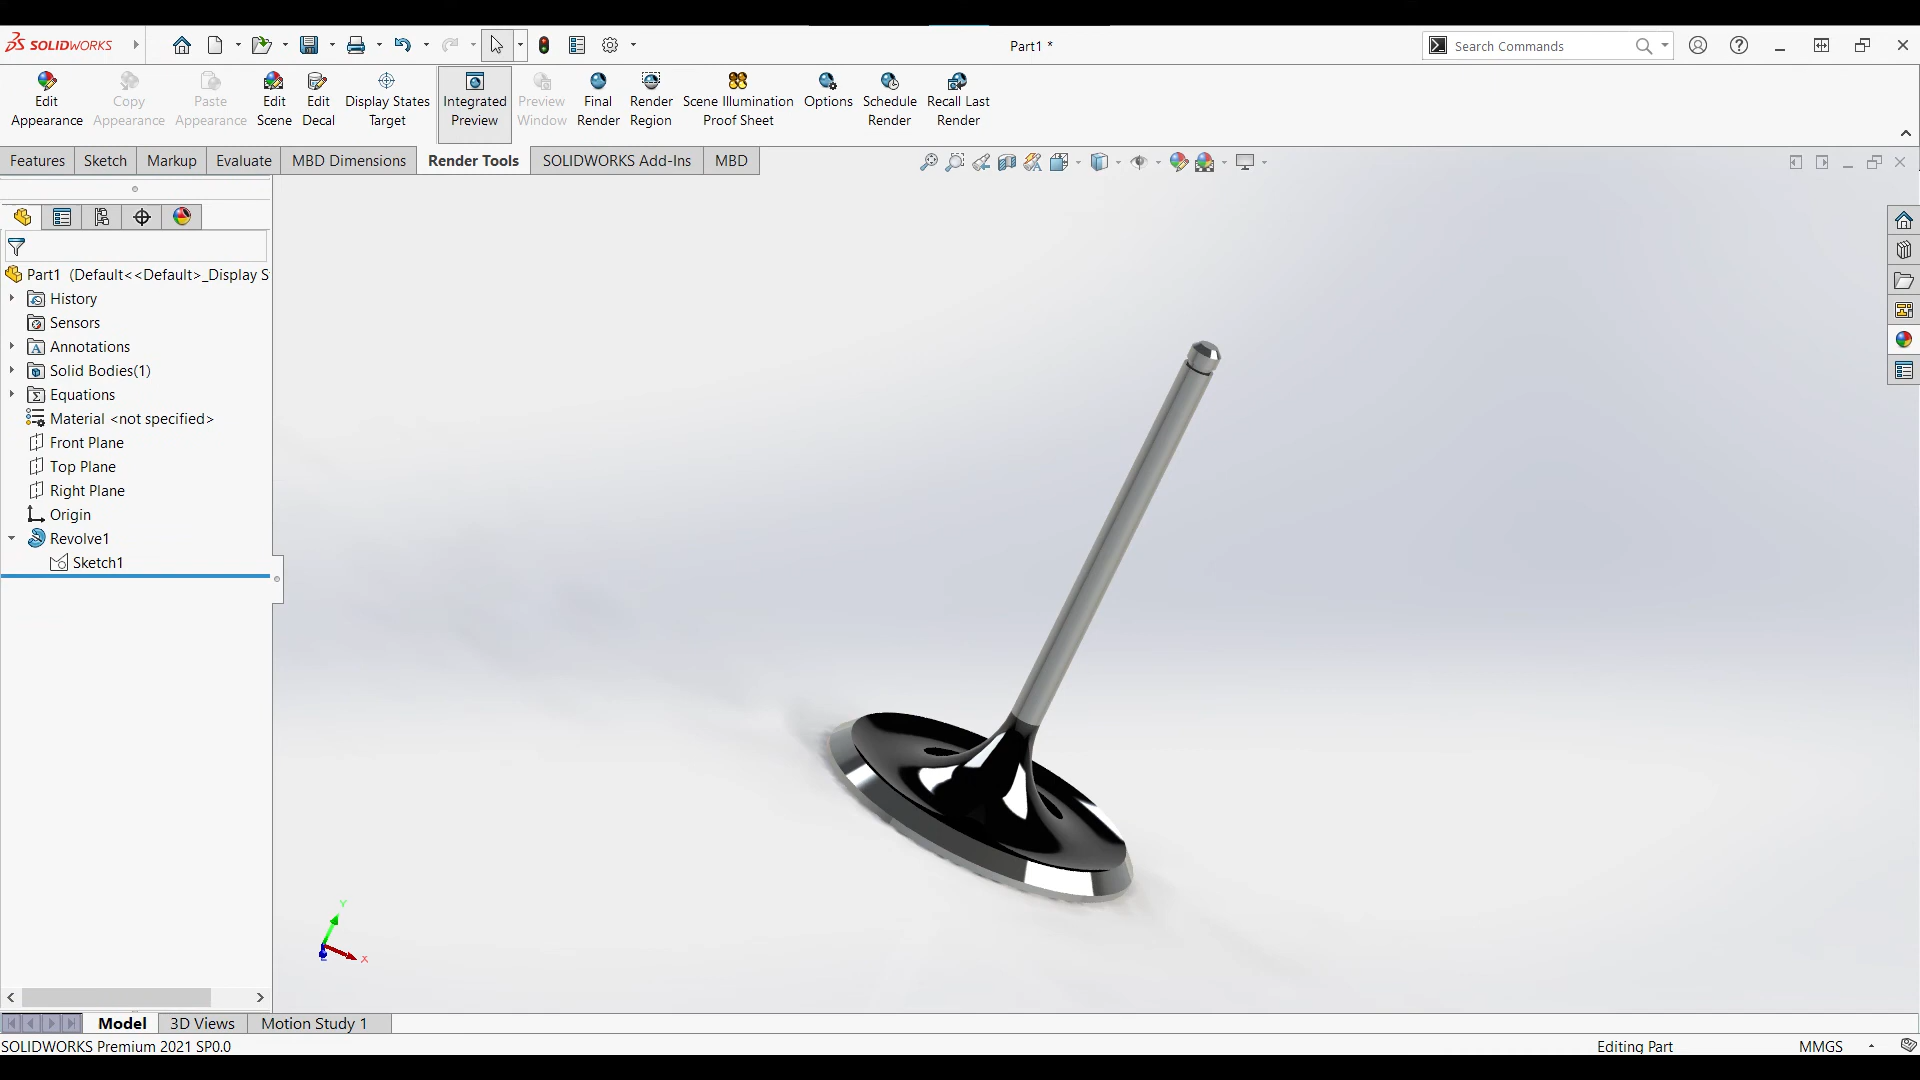 SOLIDWORKS
Part1 *
Search Commands
Edit Appearance
Copy Appearance
Paste Appearance
Edit Scene
Edit Decal
Display States Target
Integrated Preview
Preview Window
Final Render
Render Region
Scene Illumination Proof Sheet
Options
Schedule Render
Recall Last Render
Features
Sketch
Markup
Evaluate
MBD Dimensions
Render Tools
SOLIDWORKS Add-Ins
MBD
Part1 (Default<<Default>_Display S
History
Sensors
Annotations
Solid Bodies(1)
Equations
Material <not specified>
Front Plane
Top Plane
Right Plane
Origin
Revolve1
Sketch1
Y
X
Model
3D Views
Motion Study 1
SOLIDWORKS Premium 2021 SP0.0
Editing Part
MMGS